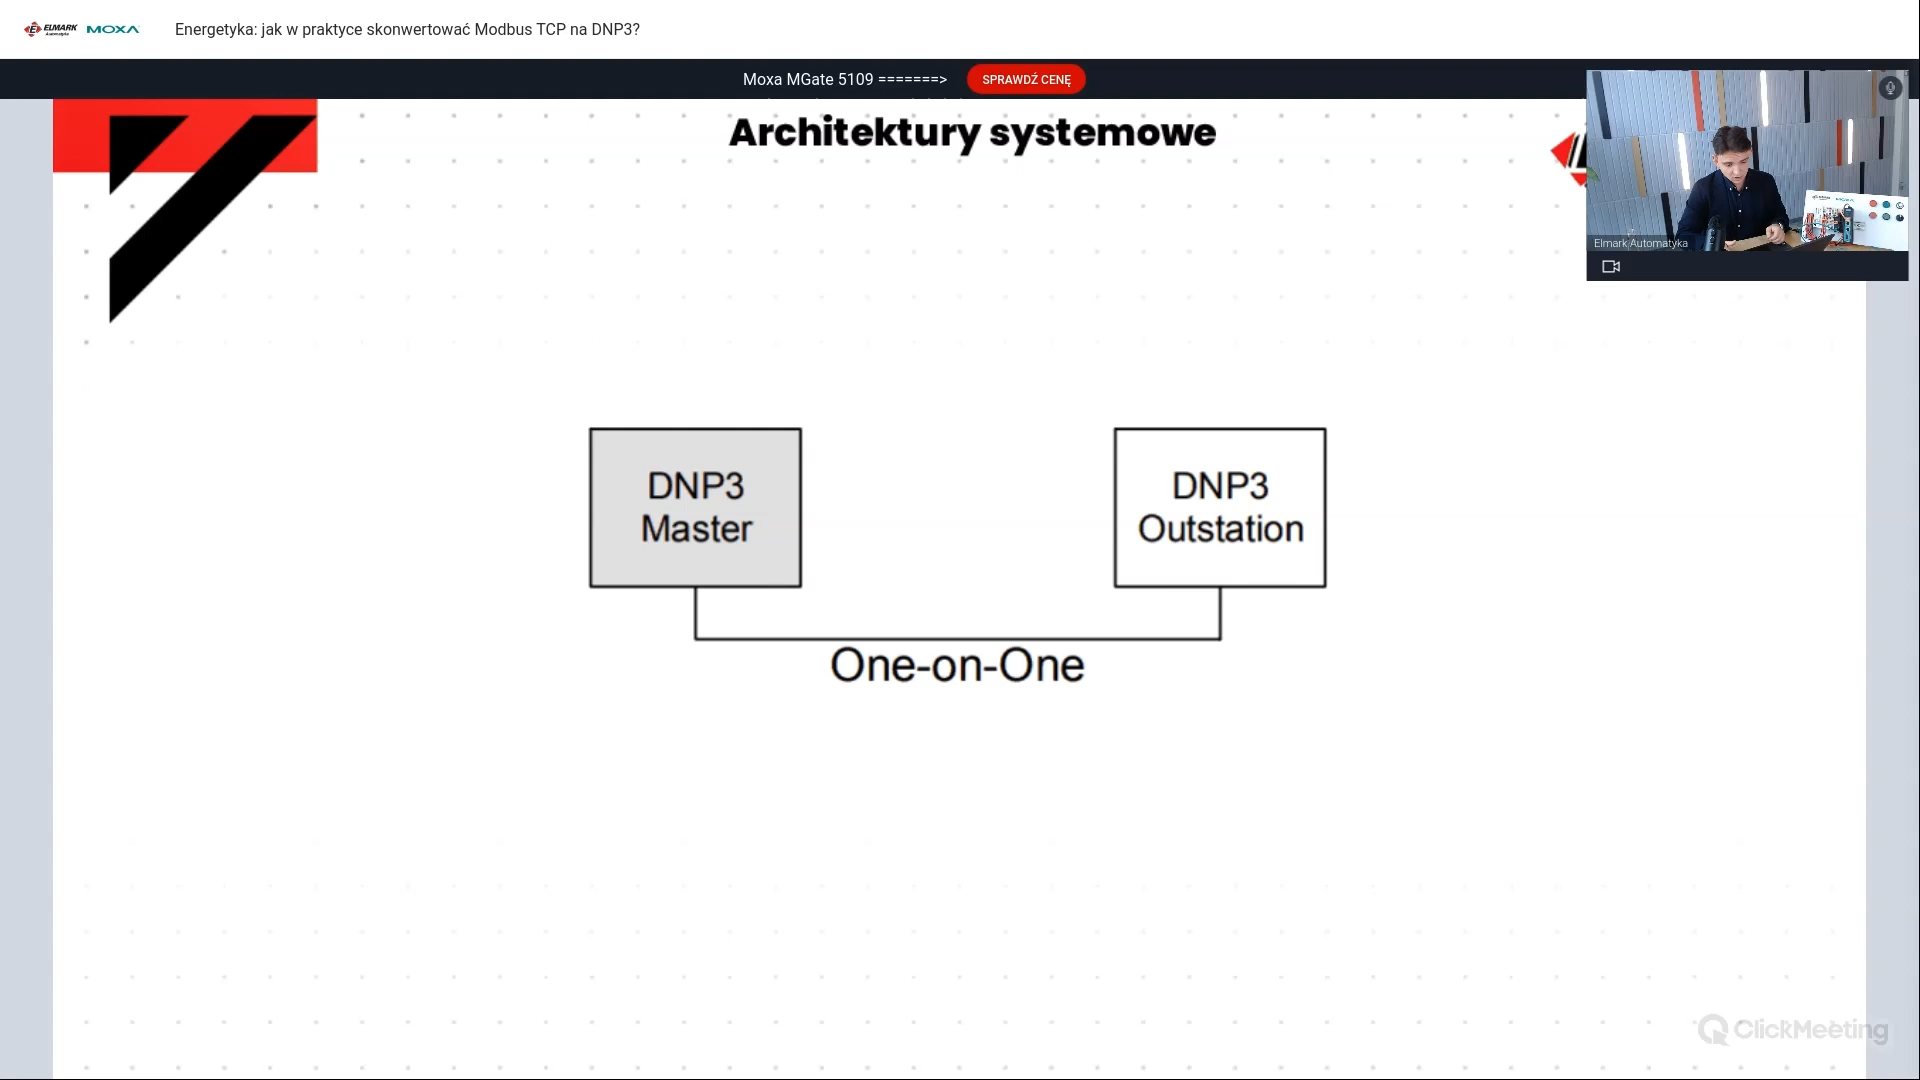 ELMARK
Automatyka
MOXA
Energetyka: jak w praktyce skonwertować Modbus TCP na DNP3?
Moxa MGate 5109 =======>
SPRAWDŹ CENĘ
Architektury systemowe
Elmark Automatyka
DNP3
Master
DNP3
Outstation
One-on-One
ClickMeeting